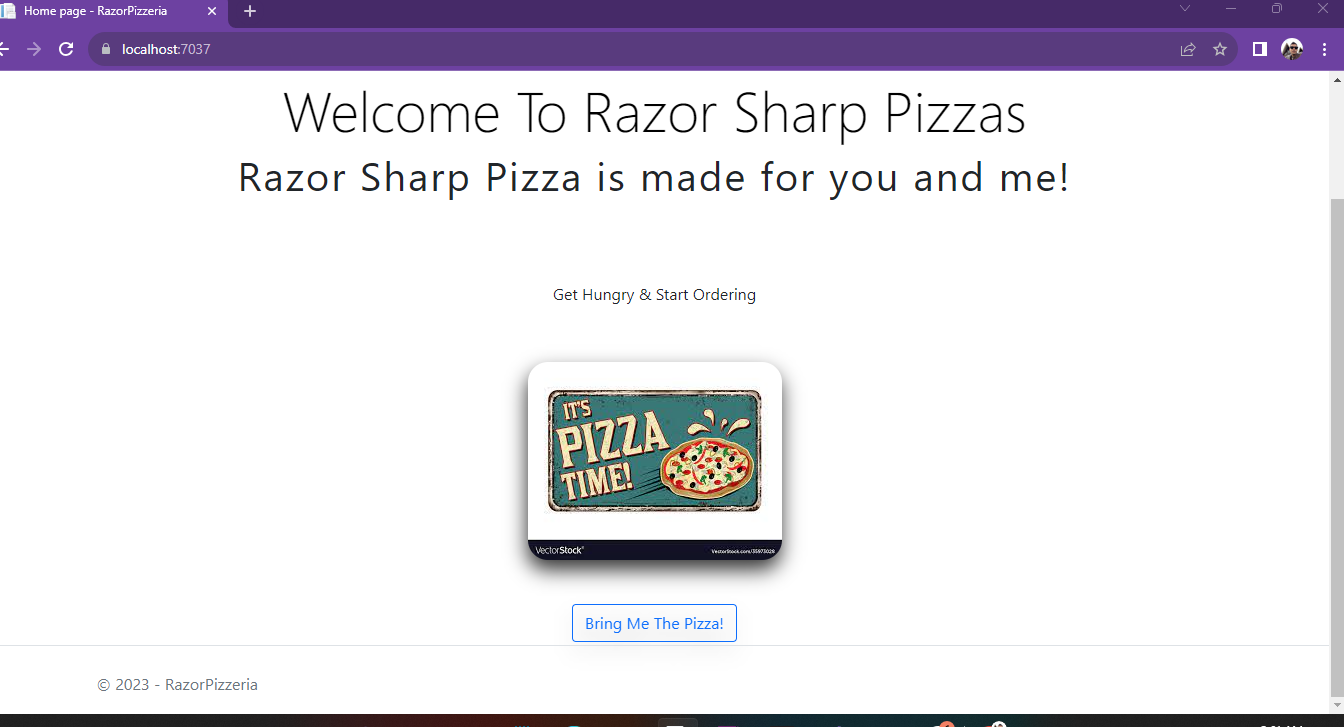 Home page - RazorPizzeria
localhost:7037
Welcome To Razor Sharp Pizzas
Razor Sharp Pizza is made for you and me!
Get Hungry & Start Ordering
IT'S
PIZZA
TIME!
VectorStock®
VectorStock.com/35973028
Bring Me The Pizza!
© 2023 - RazorPizzeria